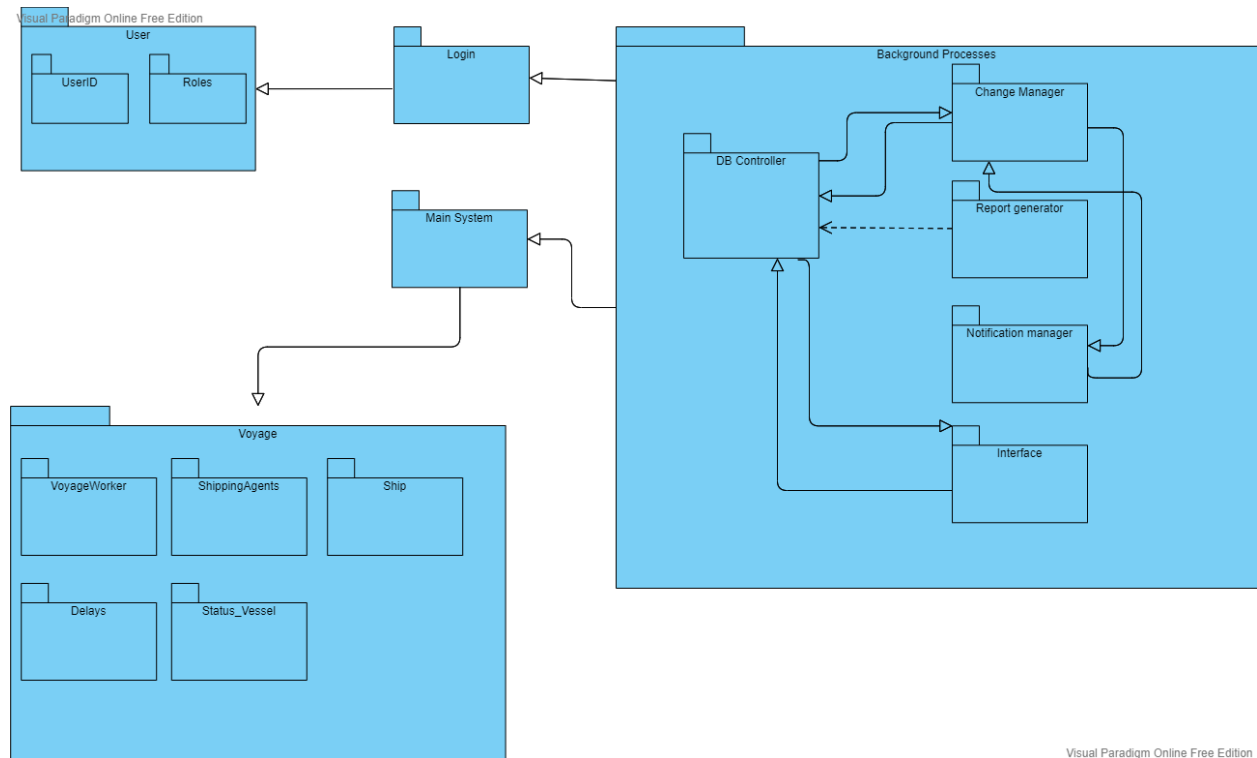 Visual Paradigm Online Free Edition
User
UserID
Roles
Login
Background Processes
Change Manager
DB Controller
Report generator
Main System
Notification manager
Interface
Voyage
VoyageWorker
ShippingAgents
Ship
Delays
Status_Vessel
Visual Paradigm Online Free Edition